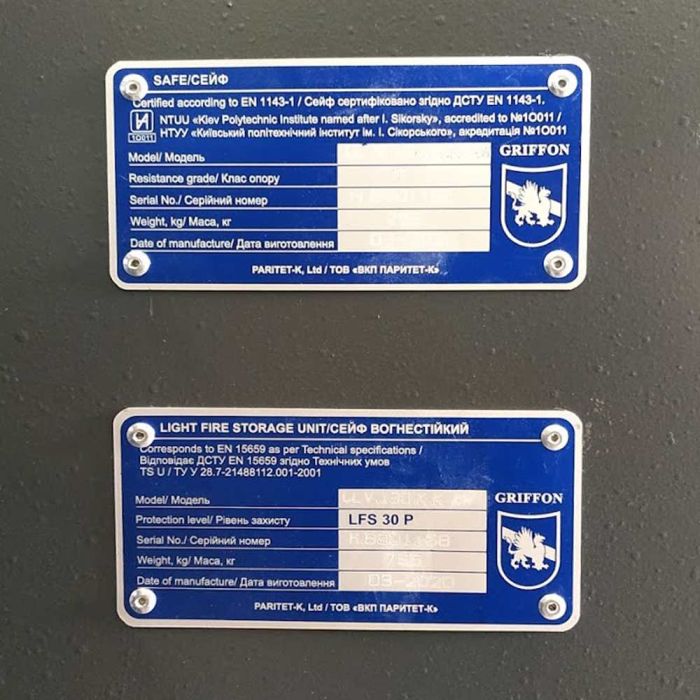 SAFE/СЕЙФ
Certified according to EN 1143-1 / Сейф сертифіковано згідно ДСТУ EN 1143-1.
NTUU «Kiev Polytechnic Institute named after I. Sikorsky», accredited to №1O011 /
НТУУ «Київський політехнічний інститут ім. І. Сікорського», акредитація №1O011
1O011
Model/ Модель
GRIFFON
Resistance grade/ Клас опору
Serial No./ Серійний номер
Weight, kg/ Маса, кг
Date of manufacture/ Дата виготовлення
PARITET-K, Ltd / ТОВ «ВКП ПАРИТЕТ-К»
LIGHT FIRE STORAGE UNIT/СЕЙФ ВОГНЕСТІЙКИЙ
Corresponds to EN 15659 as per Technical specifications /
Відповідає ДСТУ EN 15659 згідно Технічних умов
TS U / ТУ У 28.7-21488112.001-2001
Model/ Модель
GRIFFON
Protection level/ Рівень захисту LFS 30 P
Serial No./ Серійний номер
Weight, kg/ Маса, кг
Date of manufacture/ Дата виготовлення 09-2020
PARITET-K, Ltd / ТОВ «ВКП ПАРИТЕТ-К»